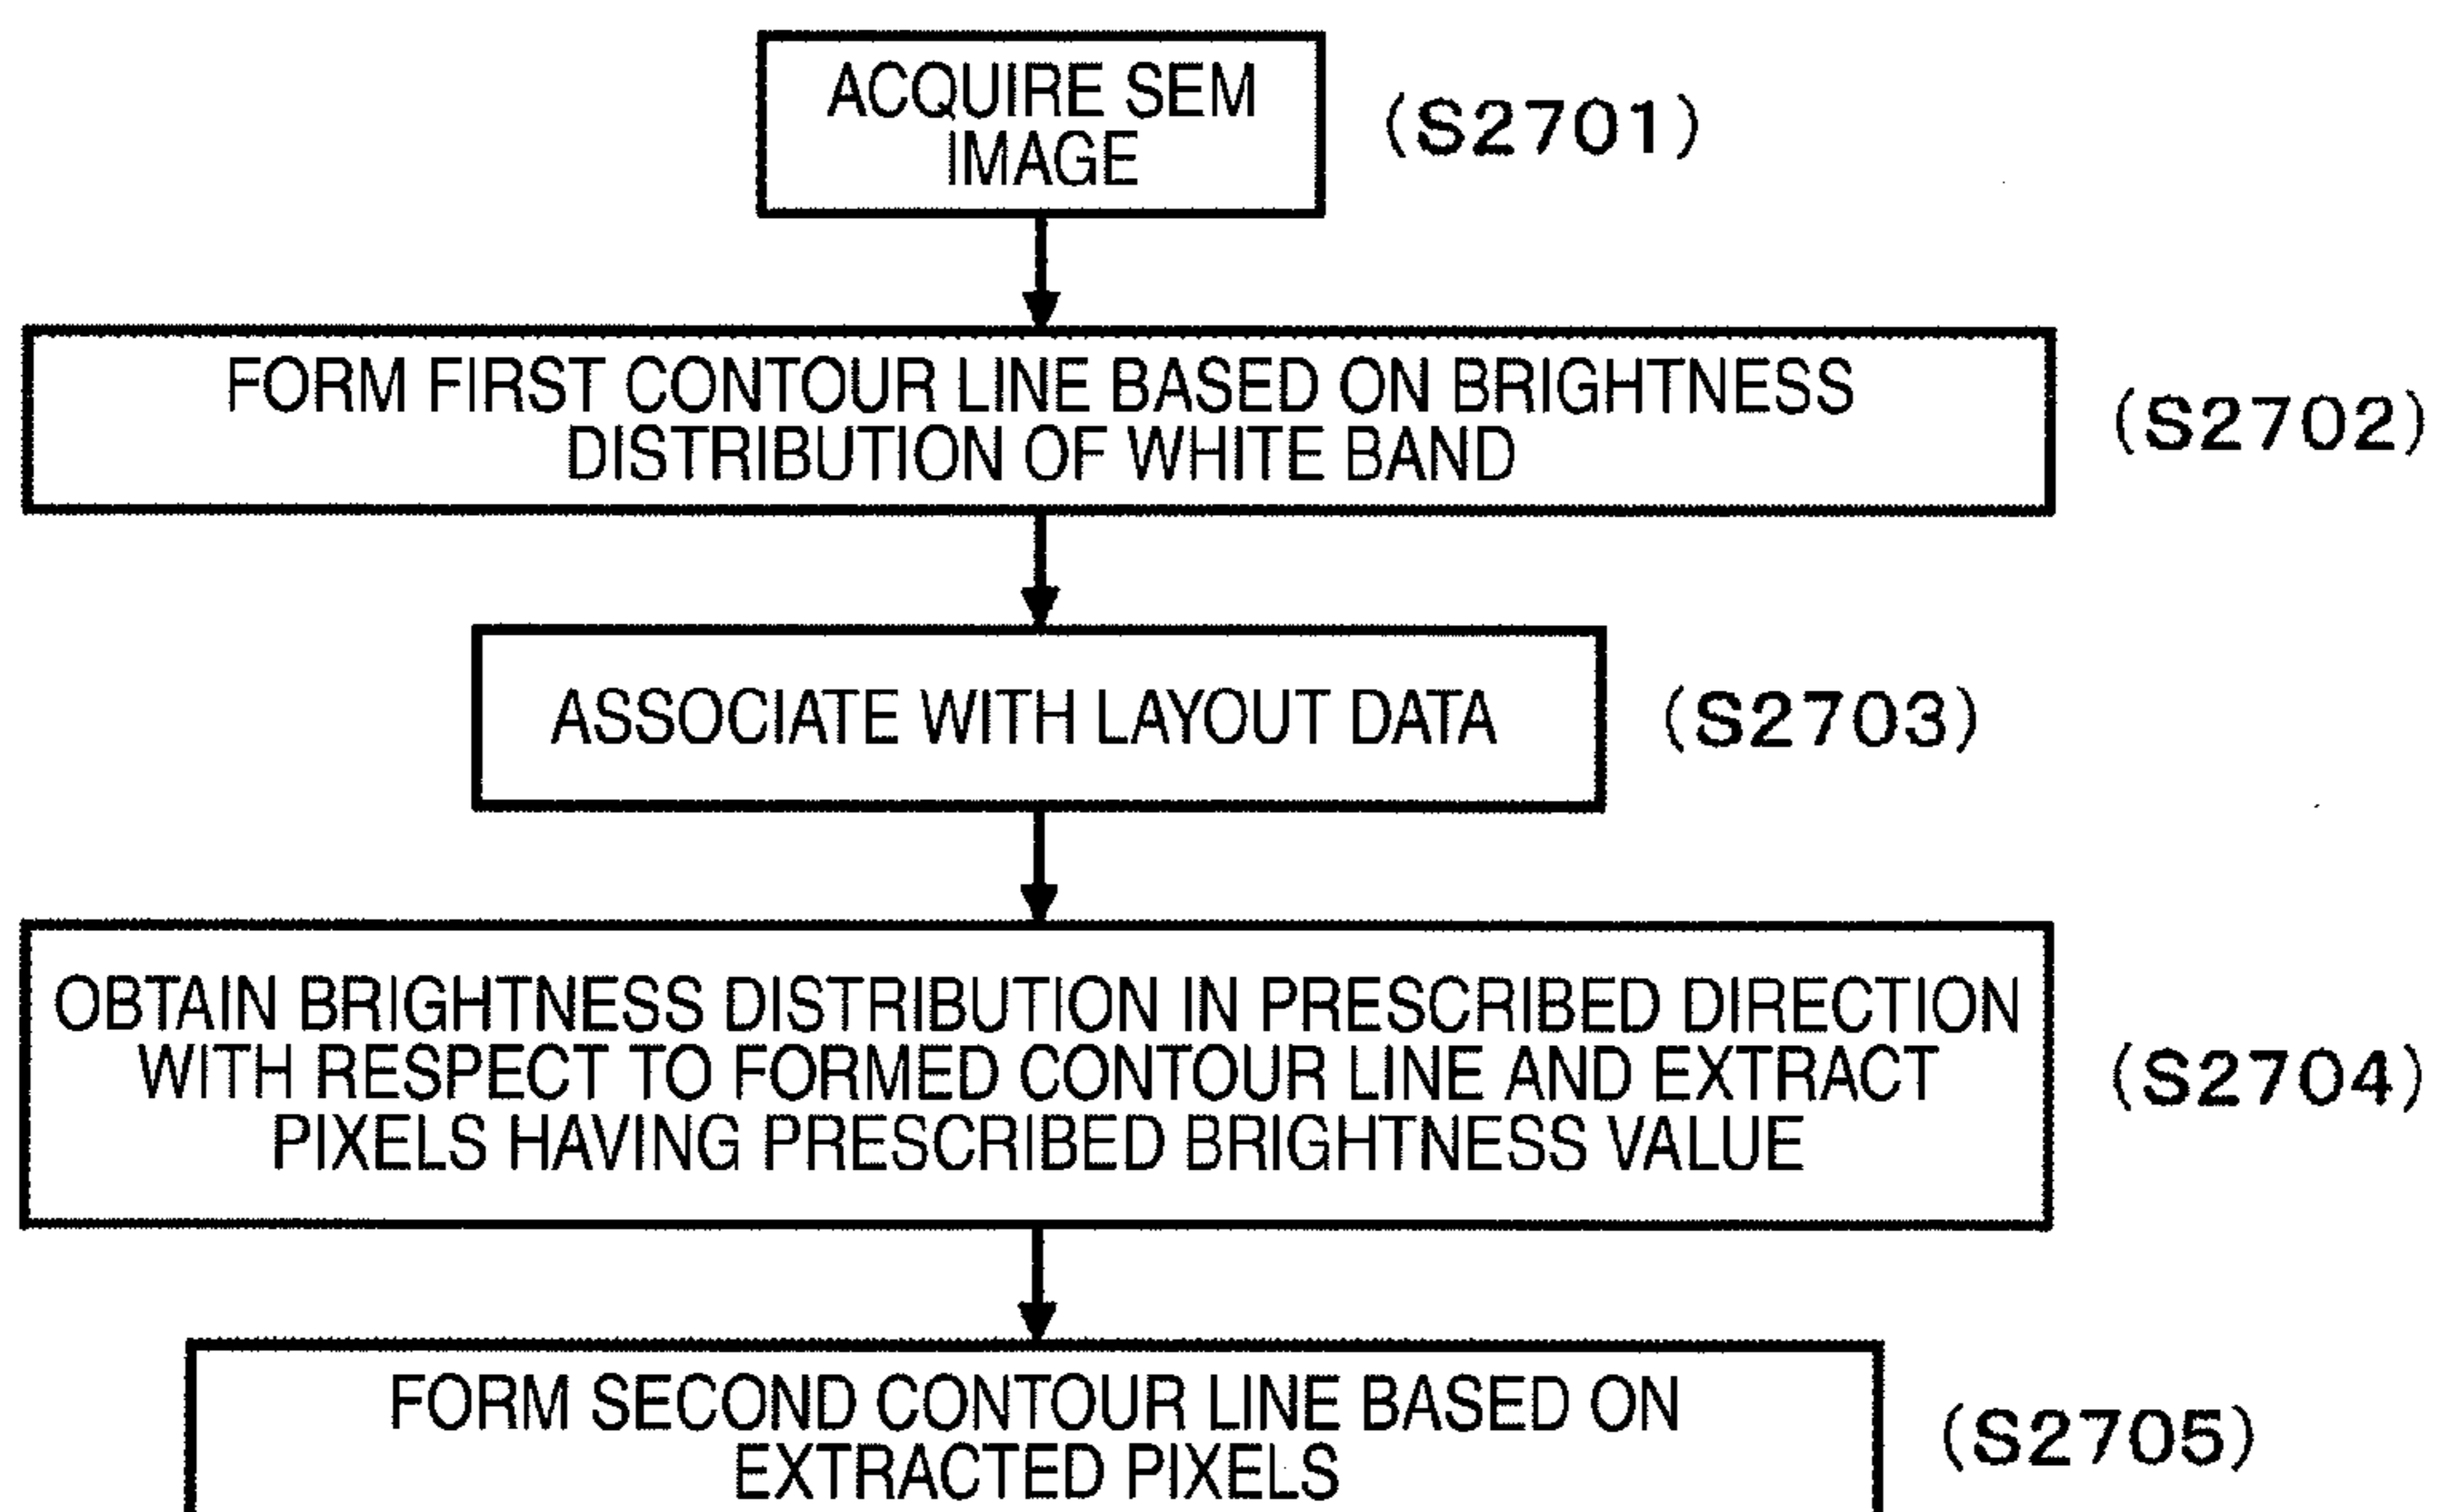 ACQUIRE SEM
IMAGE
(S2701)
FORM FIRST CONTOUR LINE BASED ON BRIGHTNESS
DISTRIBUTION OF WHITE BAND
(S2702)
ASSOCIATE WITH LAYOUT DATA
(S2703)
OBTAIN BRIGHTNESS DISTRIBUTION IN PRESCRIBED DIRECTION
WITH RESPECT TO FORMED CONTOUR LINE AND EXTRACT
PIXELS HAVING PRESCRIBED BRIGHTNESS VALUE
(S2704)
FORM SECOND CONTOUR LINE BASED ON
EXTRACTED PIXELS
(S2705)